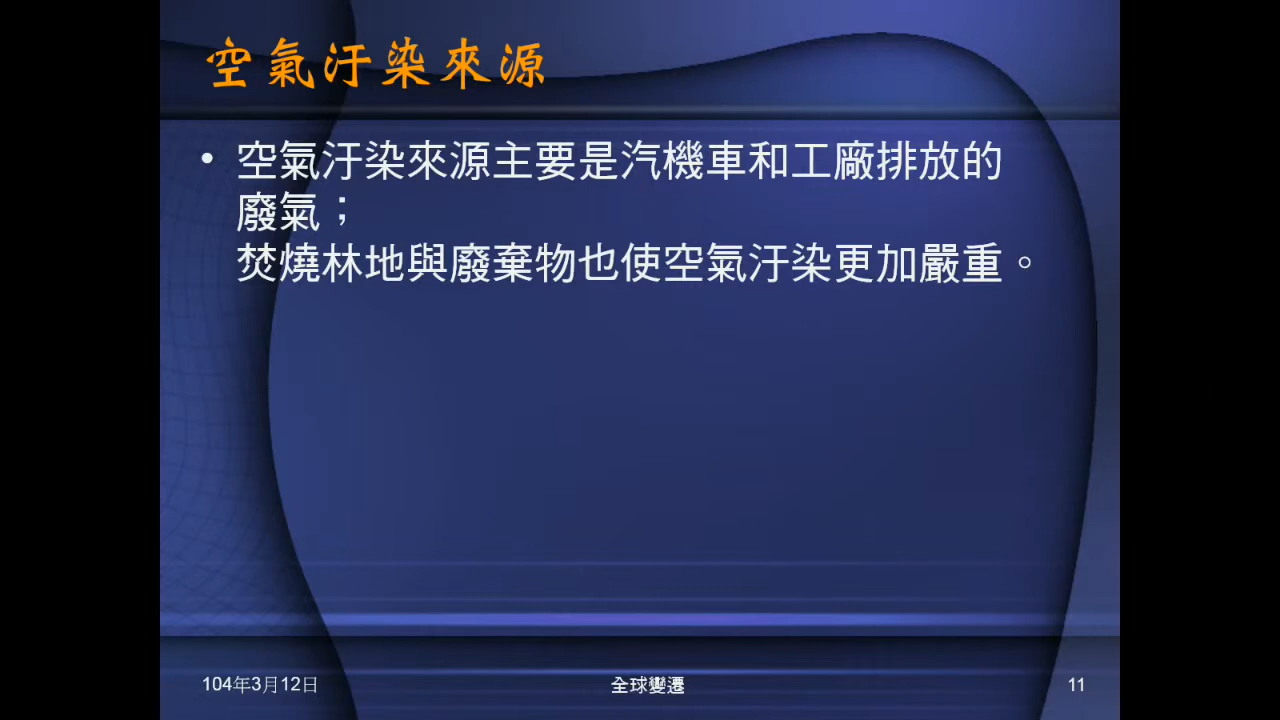 空氣汙染來源
• 空氣汙染來源主要是汽機車和工廠排放的
廢氣；
焚燒林地與廢棄物也使空氣汙染更加嚴重。
104年3月12日
全球變遷
11